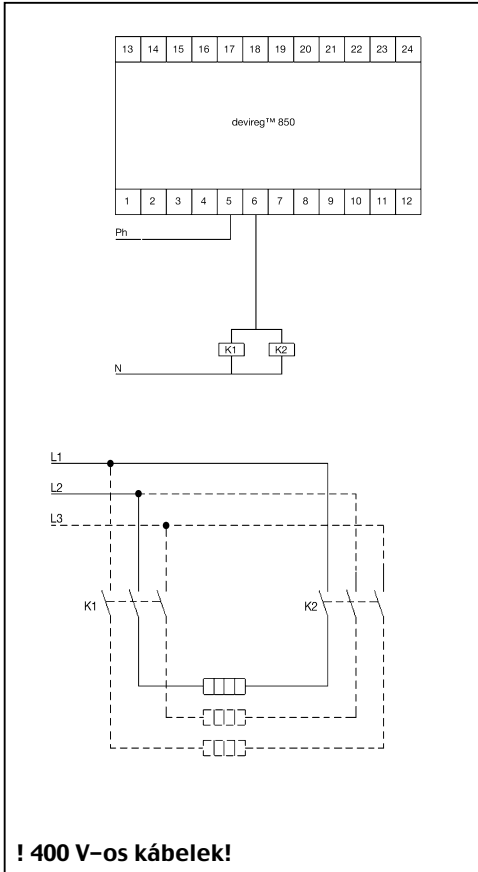 13 14 15 16 17 18 19 20 21 22 23 24
devireg™ 850
1 2 3 4 5 6 7 8 9 10 11 12
Ph
K1 K2
N
L1
L2
L3
K1 K2
! 400 V-os kábelek!